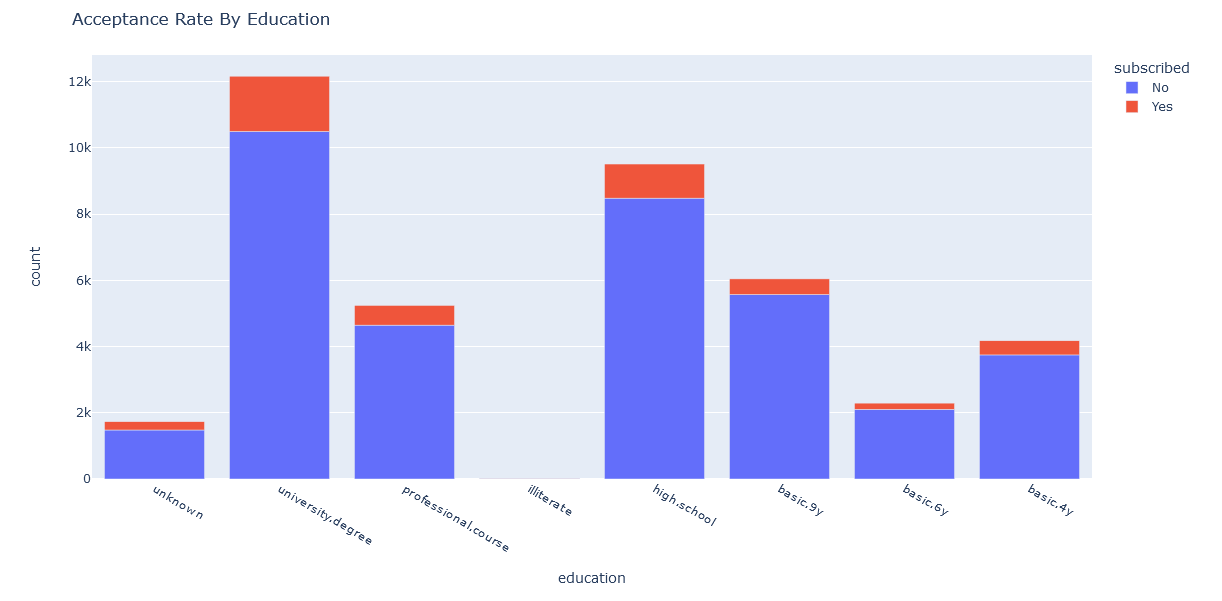 Acceptance Rate By Education
subscribed
No
Yes
12k
10k
8k
6k
4k
2k
0
count
unknown
university.degree
professional.course
illiterate
high.school
basic.9y
basic.6y
basic.4y
education